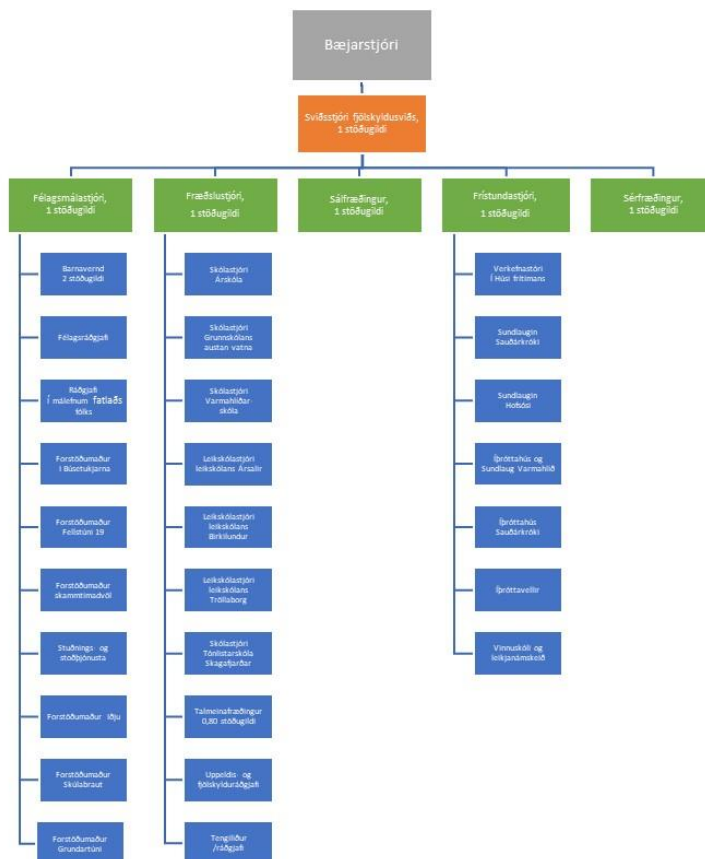 Bæjarstjóri
Sviðsstjóri fjölskyldusviðs,
1 stöðugildi
Félagsmálastjóri,
1 stöðugildi
Fræðslustjóri,
1 stöðugildi
Sálfræðingur,
1 stöðugildi
Frístundastjóri,
1 stöðugildi
Sérfræðingur,
1 stöðugildi
Barnavernd
2 stöðugildi
Félagsráðgjafi
Ráðgjafi
Í málefnum fatlaðs
fólks
Forstöðumaður
I Búsetukjarna
Forstöðumaður
Fellstúni 19
Forstöðumaður
skammtimadvöl
Stuðnings- og
stoðþjónusta
Forstöðumaður Iðju
Forstöðumaður
Skúlabraut
Forstöðumaður
Grundartúni
Skólastjóri
Árskóla
Skólastjóri
Grunnskólans
austan vatna
Skólastjóri
Varmahlíðar-
skóla
Leikskólastjóri
leikskólans Ársalir
Leikskólastjóri
leikskólans
Birkilundur
Leikskólastjóri
leikskólans
Tröllaborg
Skólastjóri
Tónlistarskóla
Skagafjarðar
Talmeinafræðingur
0,80 stöðugildi
Uppeldis og
fjölskylduráðgjafi
Tengiliður
/ráðgjafi
Verkefnastóri
Í Húsi frítímans
Sundlaugin
Sauðárkróki
Sundlaugin
Hofsósi
Íþróttahús og
Sundlaug Varmahlíð
Íþróttahús
Sauðárkróki
Íþróttavellir
Vinnuskóli og
leikjanámskeið